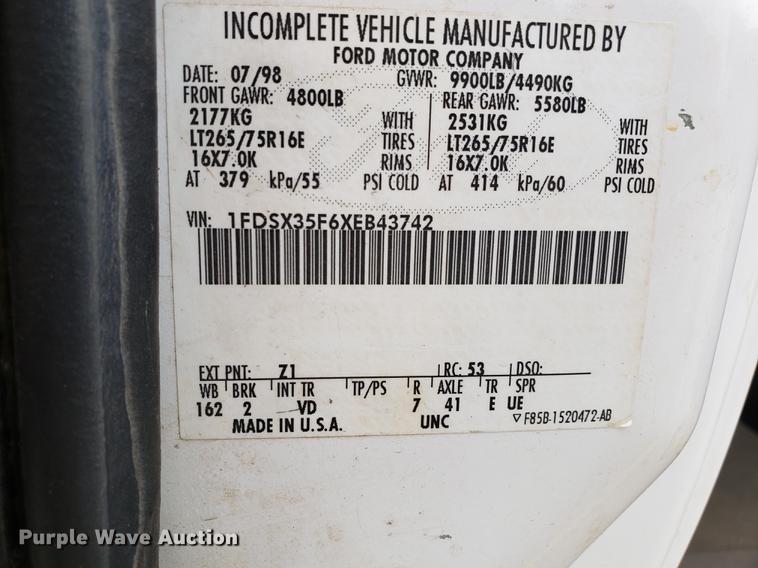 INCOMPLETE VEHICLE MANUFACTURED BY
FORD MOTOR COMPANY
DATE: 07/98 GVWR: 9900LB/4490KG
FRONT GAWR: 4800LB REAR GAWR: 5580LB
2177KG WITH 2531KG WITH
LT265/75R16E TIRES LT265/75R16E TIRES
16X7.0K RIMS 16X7.0K RIMS
AT 379 kPa/55 PSI COLD AT 414 kPa/60 PSI COLD
VIN: 1FDSX35F6XEB43742
EXT PNT: Z1 RC: 53 DSO:
WB BRK INT TR TP/PS R AXLE TR SPR
162 2 VD 7 41 E UE
MADE IN U.S.A. UNC ▽ F85B-1520472-AB
Purple Wave Auction